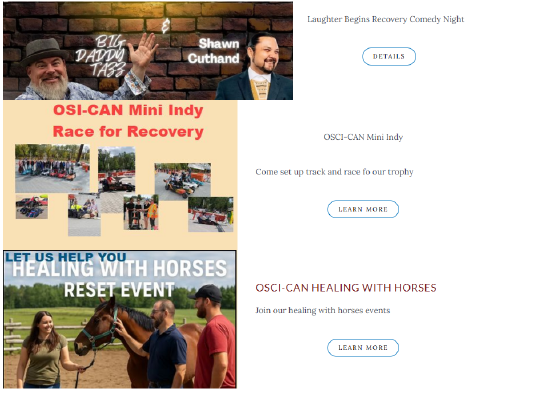 BIG
DADDY
TAZZ
&
Shawn
Cuthand
Laughter Begins Recovery Comedy Night
DETAILS
OSI-CAN Mini Indy
Race for Recovery
OSCI-CAN Mini Indy
Come set up track and race fo our trophy
LEARN MORE
LET US HELP YOU
HEALING WITH HORSES
RESET EVENT
OSCI-CAN HEALING WITH HORSES
Join our healing with horses events
LEARN MORE